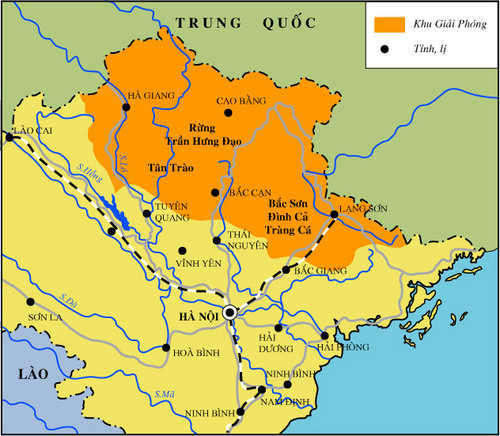 TRUNG QUỐC
Khu Giải Phóng
Tỉnh, lị
HÀ GIANG
CAO BẰNG
LÀO CAI
Rừng
Trần Hưng Đạo
S.Hồng
S.Lô
Tân Trào
BẮC CẠN
Bắc Sơn
Đình Cả
Tràng Cá
LẠNG SƠN
TUYÊN
QUANG
THÁI
NGUYÊN
VĨNH YÊN
BẮC GIANG
S.Đà
SƠN LA
HÀ NỘI
HẢI
DƯƠNG
HẢI PHÒNG
HOÀ BÌNH
LÀO
NINH BÌNH
S.Mã
NAM ĐỊNH
NINH BÌNH